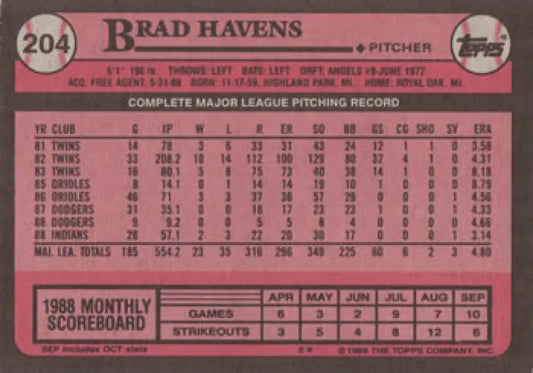 204 BRAD HAVENS ♦ PITCHER Topps®
6'1" 196 lb. THROWS: LEFT BATS: LEFT DRFT: ANGELS #8-JUNE 1977
ACQ: FREE AGENT, 5-31-88 BORN: 11-17-59, HIGHLAND PARK, MI. HOME: ROYAL OAK, MI.
COMPLETE MAJOR LEAGUE PITCHING RECORD
YR CLUB G IP W L R ER SO BB GS CG SHO SV ERA
81 TWINS 14 78 3 6 33 31 43 24 12 1 1 0 3.58
82 TWINS 33 208.2 10 14 112 100 129 80 32 4 1 0 4.31
83 TWINS 16 80.1 5 8 75 73 40 38 14 1 0 0 8.18
85 ORIOLES 8 14.1 0 1 14 14 19 10 1 0 0 0 8.79
86 ORIOLES 46 71 3 3 37 36 57 29 0 0 0 1 4.56
87 DODGERS 31 35.1 0 0 18 17 23 23 1 0 0 1 4.33
88 DODGERS 9 9.2 0 0 5 5 8 4 0 0 0 0 4.66
88 INDIANS 28 57.1 2 3 22 20 30 17 0 0 0 1 3.14
MAJ. LEA. TOTALS 185 554.2 23 35 316 296 349 225 60 6 2 3 4.80
1988 MONTHLY SCOREBOARD
APR MAY JUN JUL AUG SEP
GAMES 6 3 2 9 7 10
STRIKEOUTS 3 5 4 8 12 6
SEP includes OCT stats E* © 1989 THE TOPPS COMPANY, INC.